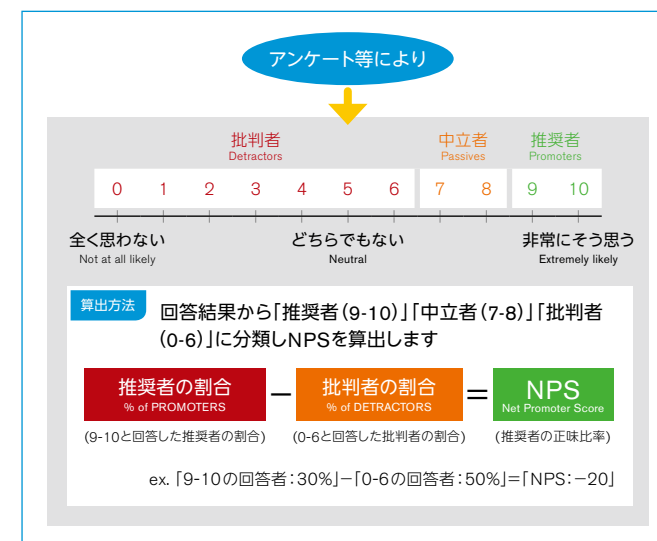 アンケート等により
批判者 中立者 推奨者
Detractors Passives Promoters
0 1 2 3 4 5 6 7 8 9 10
全く思わない どちらでもない 非常にそう思う
Not at all likely Neutral Extremely likely
算出方法 回答結果から「推奨者(9-10)」「中立者(7-8)」「批判者
(0-6)」に分類しNPSを算出します
推奨者の割合 − 批判者の割合 = NPS
% of PROMOTERS % of DETRACTORS Net Promoter Score
(9-10と回答した推奨者の割合) (0-6と回答した批判者の割合) (推奨者の正味比率)
ex. 「9-10の回答者:30%」−「0-6の回答者:50%」=「NPS:−20」